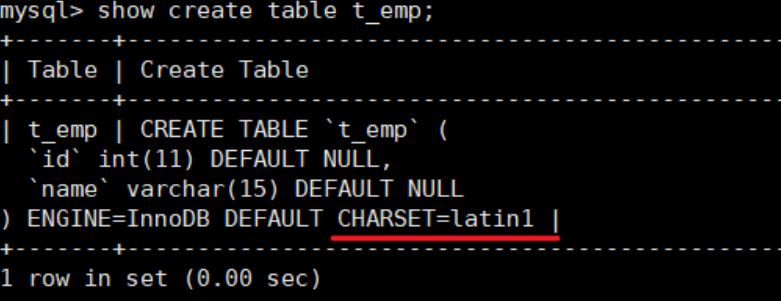 mysql> show create table t_emp;
+-------+--------------------------------------------------
| Table | Create Table
+-------+--------------------------------------------------
| t_emp | CREATE TABLE `t_emp` (
  `id` int(11) DEFAULT NULL,
  `name` varchar(15) DEFAULT NULL
) ENGINE=InnoDB DEFAULT CHARSET=latin1 |
+-------+--------------------------------------------------
1 row in set (0.00 sec)